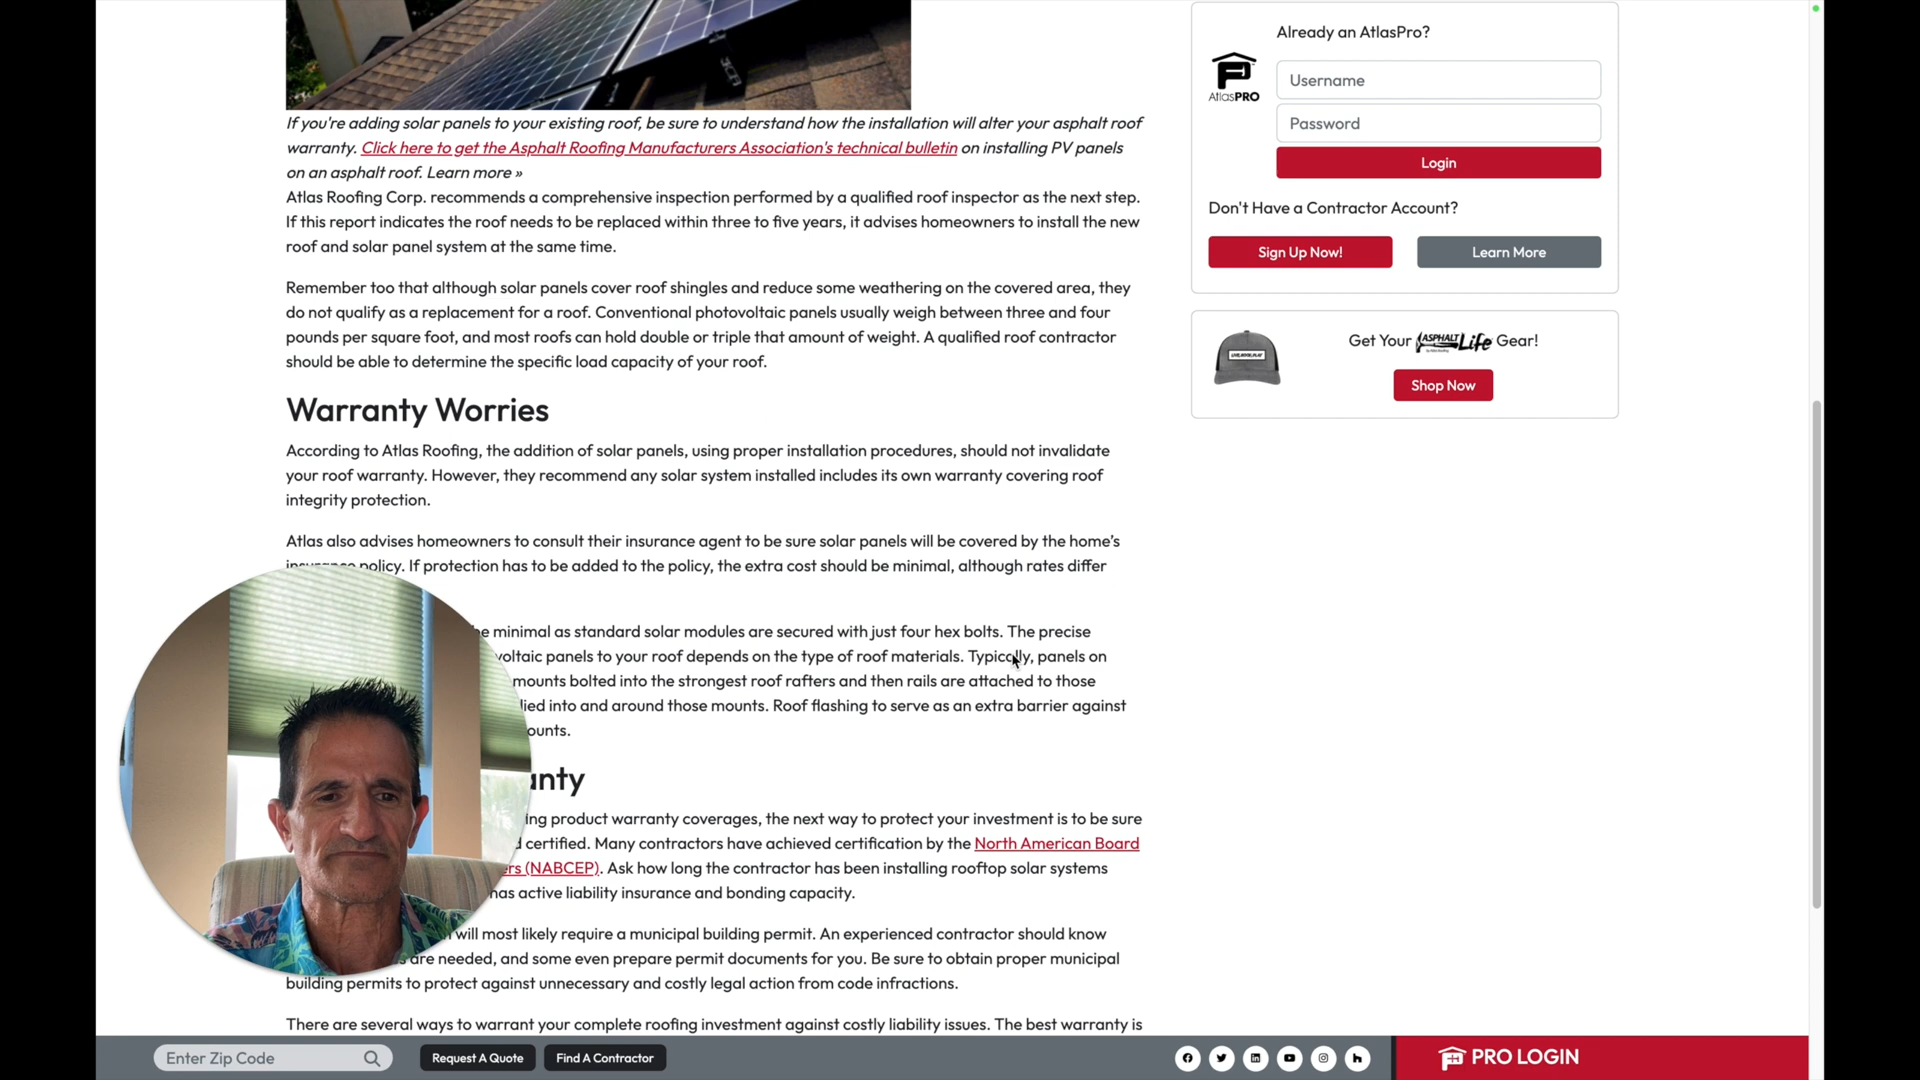 If you're adding solar panels to your existing roof, be sure to understand how the installation will alter your asphalt roof
warranty. Click here to get the Asphalt Roofing Manufacturers Association's technical bulletin on installing PV panels
on an asphalt roof. Learn more »
Atlas Roofing Corp. recommends a comprehensive inspection performed by a qualified roof inspector as the next step.
If this report indicates the roof needs to be replaced within three to five years, it advises homeowners to install the new
roof and solar panel system at the same time.
Remember too that although solar panels cover roof shingles and reduce some weathering on the covered area, they
do not qualify as a replacement for a roof. Conventional photovoltaic panels usually weigh between three and four
pounds per square foot, and most roofs can hold double or triple that amount of weight. A qualified roof contractor
should be able to determine the specific load capacity of your roof.
Warranty Worries
According to Atlas Roofing, the addition of solar panels, using proper installation procedures, should not invalidate
your roof warranty. However, they recommend any solar system installed includes its own warranty covering roof
integrity protection.
Atlas also advises homeowners to consult their insurance agent to be sure solar panels will be covered by the home's
insurance policy. If protection has to be added to the policy, the extra cost should be minimal, although rates differ
be minimal as standard solar modules are secured with just four hex bolts. The precise
voltaic panels to your roof depends on the type of roof materials. Typically, panels on
mounts bolted into the strongest roof rafters and then rails are attached to those
lied into and around those mounts. Roof flashing to serve as an extra barrier against
ounts.
anty
ing product warranty coverages, the next way to protect your investment is to be sure
d certified. Many contractors have achieved certification by the North American Board
ers (NABCEP). Ask how long the contractor has been installing rooftop solar systems
has active liability insurance and bonding capacity.
will most likely require a municipal building permit. An experienced contractor should know
are needed, and some even prepare permit documents for you. Be sure to obtain proper municipal
building permits to protect against unnecessary and costly legal action from code infractions.
There are several ways to warrant your complete roofing investment against costly liability issues. The best warranty is
Already an AtlasPro?
AtlasPRO
Username
Password
Login
Don't Have a Contractor Account?
Sign Up Now!
Learn More
LIVE, ROOF, PLAY
Get Your ASPHALT Life Gear!
Shop Now
Enter Zip Code
Request A Quote
Find A Contractor
PRO LOGIN